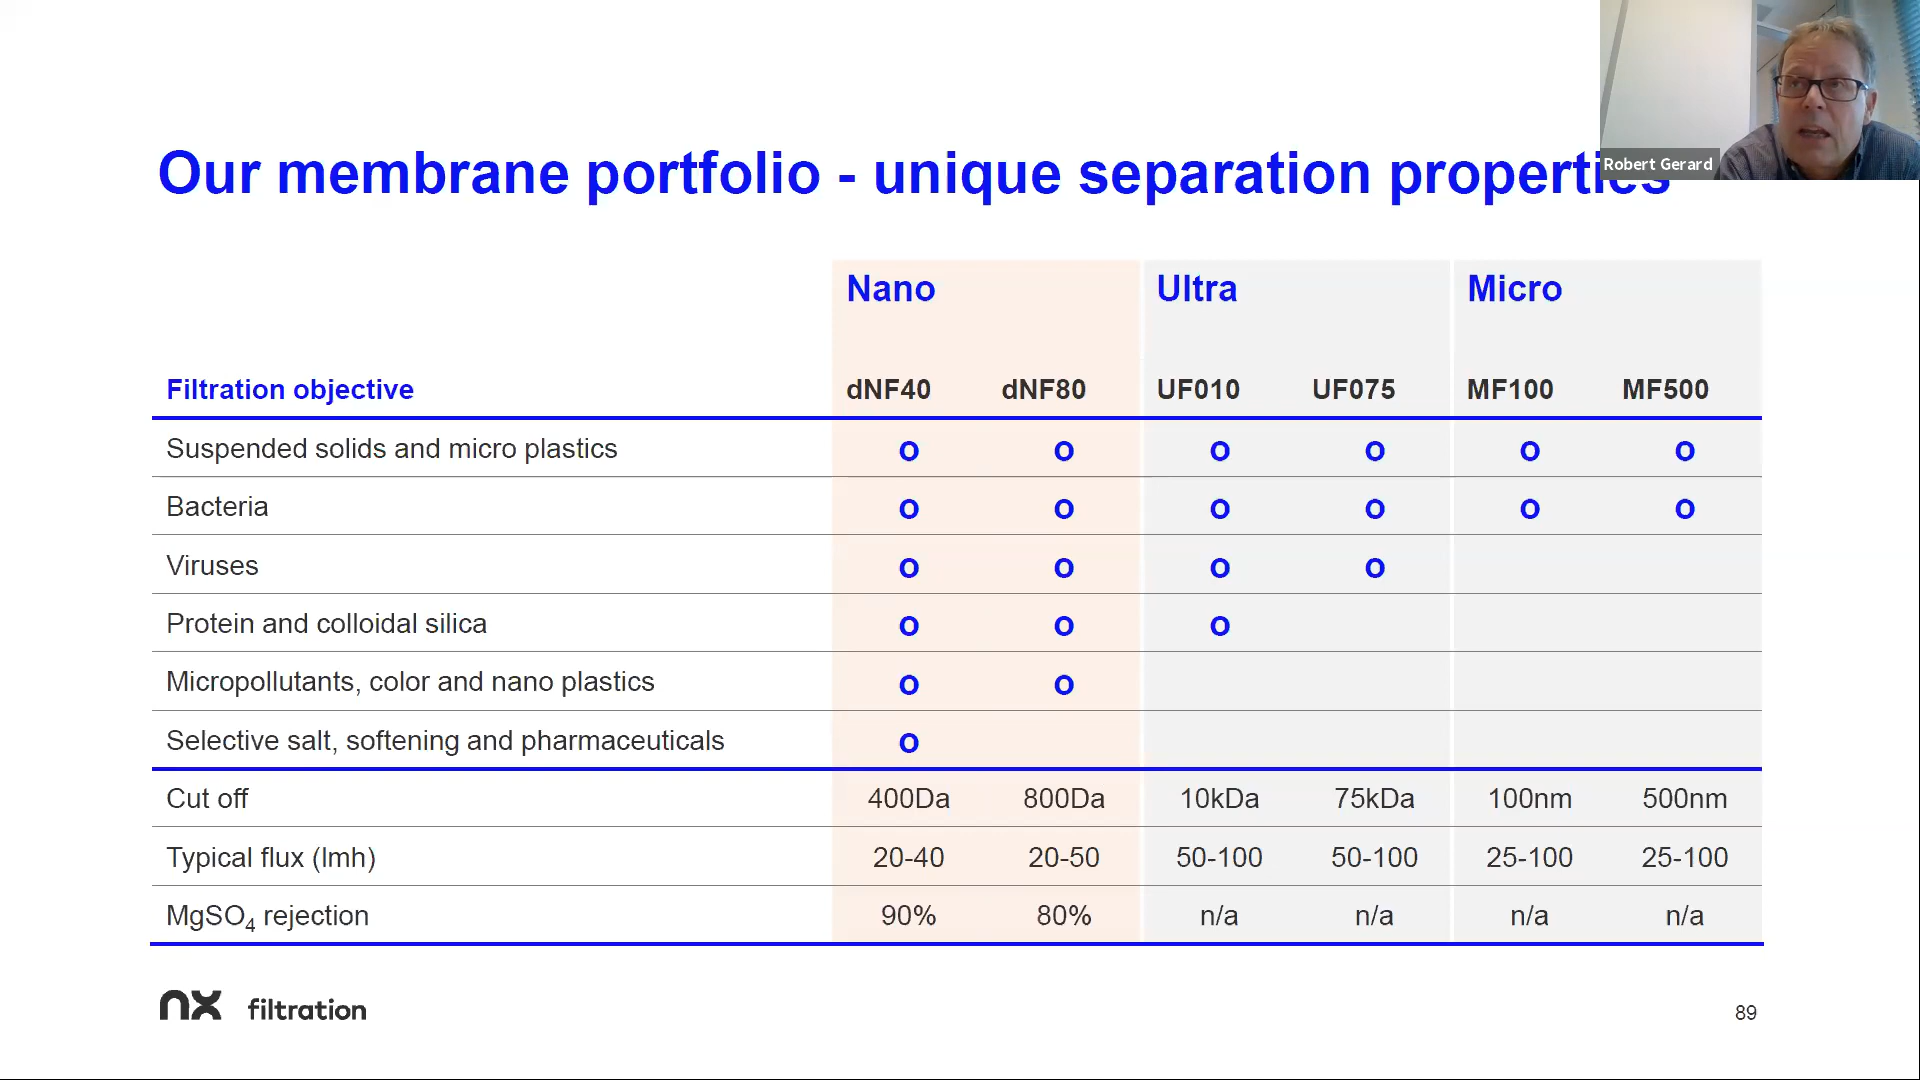 Robert Gerard
Our membrane portfolio - unique separation properties
Nano Ultra Micro
Filtration objective dNF40 dNF80 UF010 UF075 MF100 MF500
Suspended solids and micro plastics o o o o o o
Bacteria o o o o o o
Viruses o o o o
Protein and colloidal silica o o o
Micropollutants, color and nano plastics o o
Selective salt, softening and pharmaceuticals o
Cut off 400Da 800Da 10kDa 75kDa 100nm 500nm
Typical flux (lmh) 20-40 20-50 50-100 50-100 25-100 25-100
MgSO₄ rejection 90% 80% n/a n/a n/a n/a
nx filtration
89